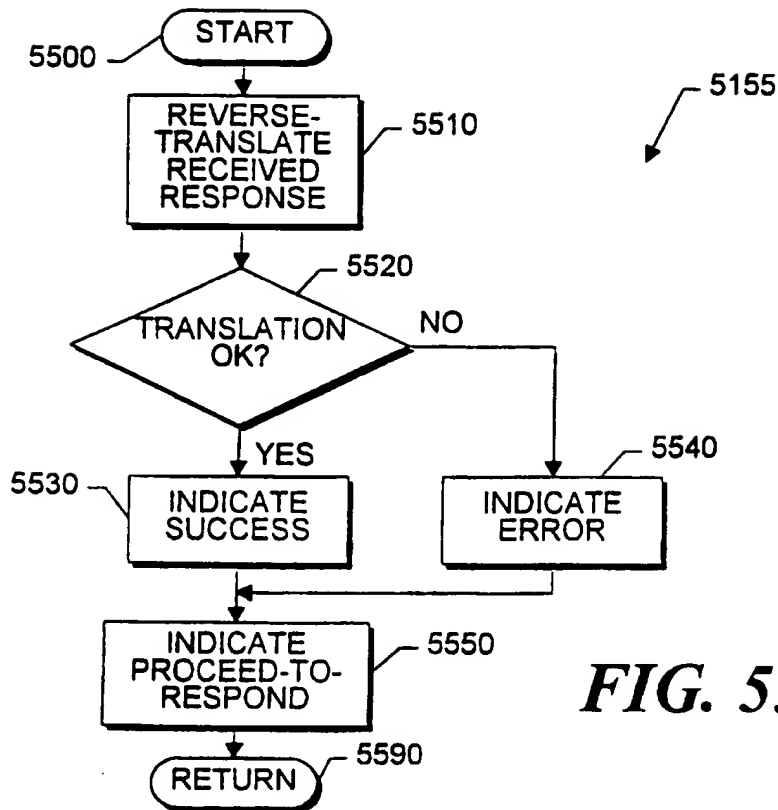 START
5500
5155
REVERSE-
TRANSLATE
RECEIVED
RESPONSE
5510
5520
TRANSLATION
OK?
NO
YES
5530
INDICATE
SUCCESS
5540
INDICATE
ERROR
INDICATE
PROCEED-TO-
RESPOND
5550
FIG. 5
RETURN
5590